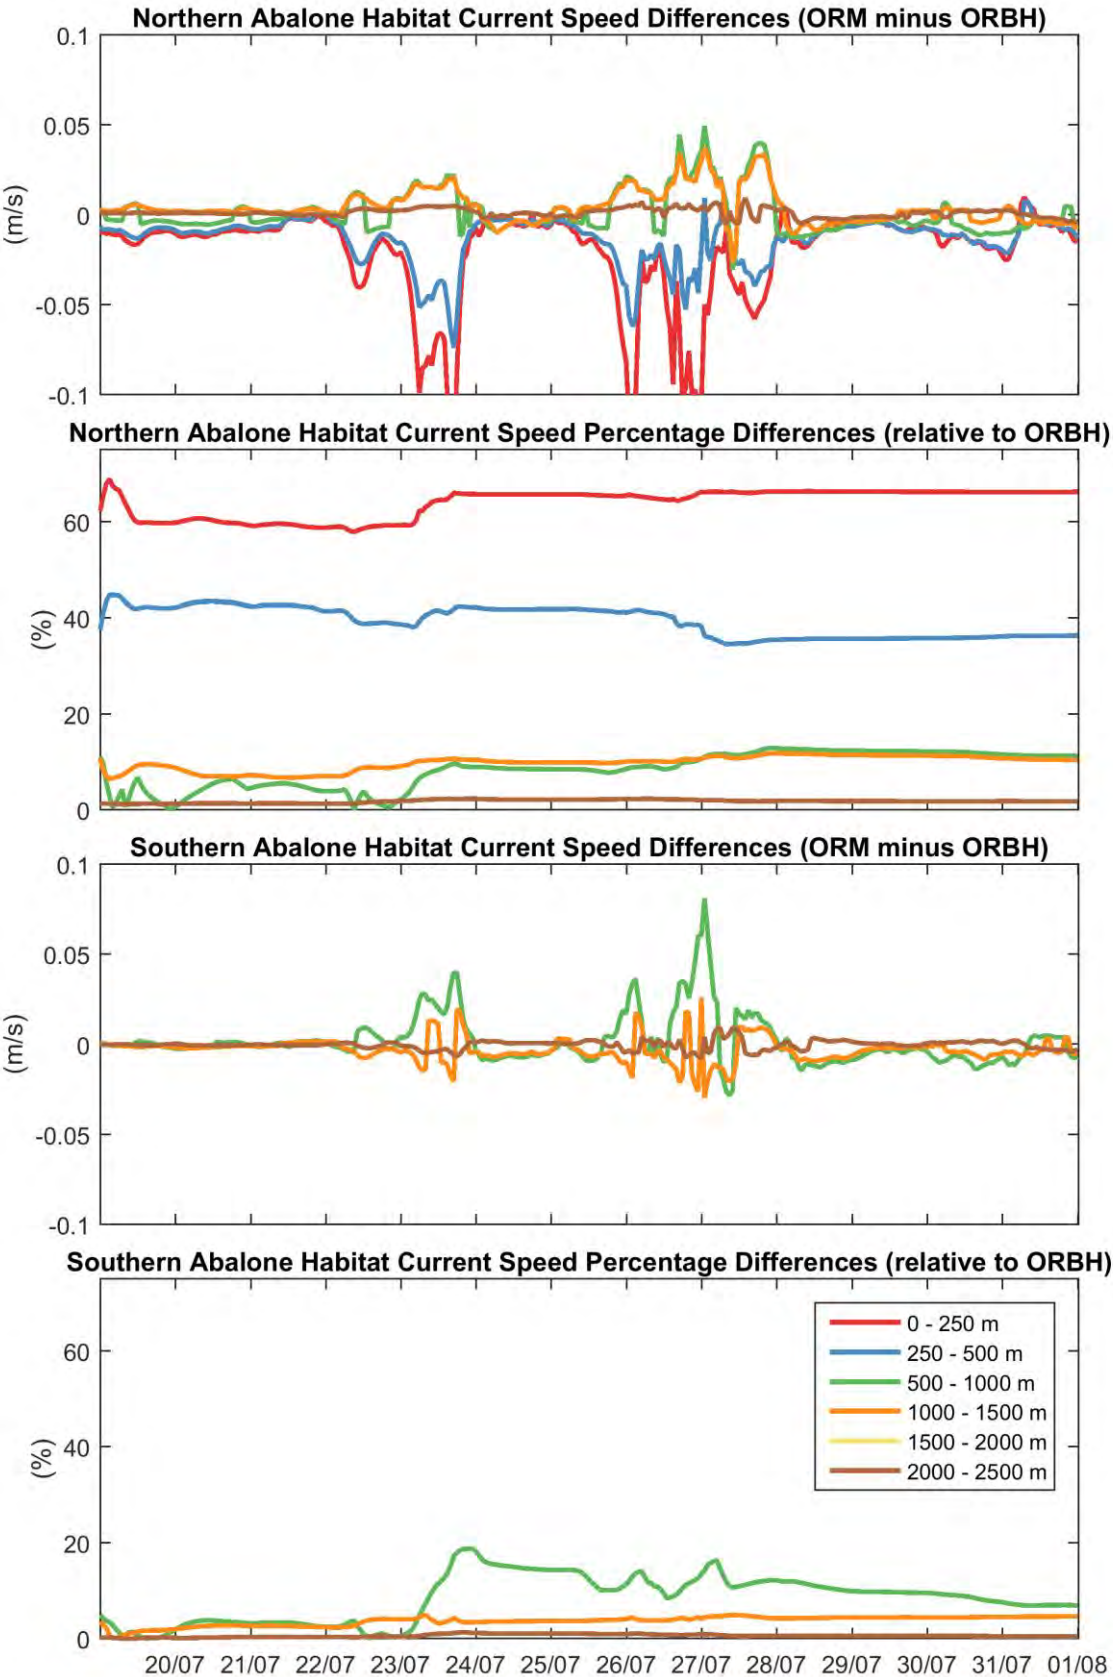 Northern Abalone Habitat Current Speed Differences (ORM minus ORBH)
0.1
0.05
0
-0.05
-0.1
(m/s)
Northern Abalone Habitat Current Speed Percentage Differences (relative to ORBH)
60
40
20
0
(%)
Southern Abalone Habitat Current Speed Differences (ORM minus ORBH)
0.1
0.05
0
-0.05
-0.1
(m/s)
Southern Abalone Habitat Current Speed Percentage Differences (relative to ORBH)
60
40
20
0
(%)
0 - 250 m
250 - 500 m
500 - 1000 m
1000 - 1500 m
1500 - 2000 m
2000 - 2500 m
20/07 21/07 22/07 23/07 24/07 25/07 26/07 27/07 28/07 29/07 30/07 31/07 01/08